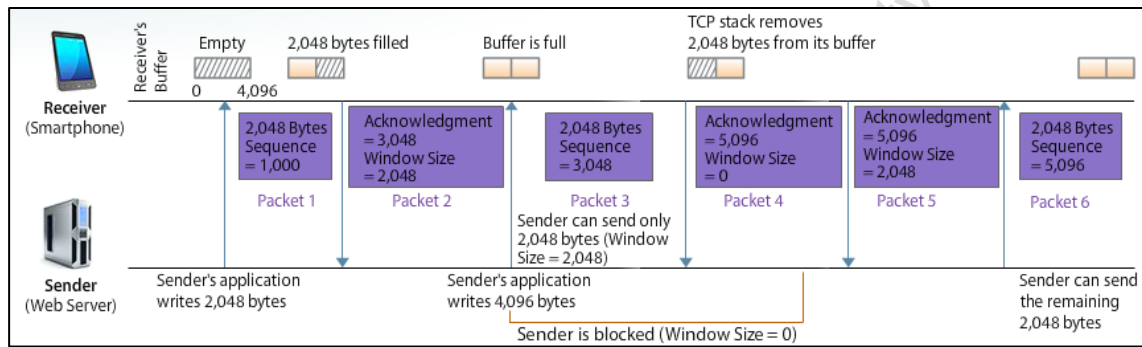 Receiver's
Buffer
Empty
0 4,096
2,048 bytes filled
Buffer is full
TCP stack removes
2,048 bytes from its buffer
Receiver
(Smartphone)
2,048 Bytes
Sequence
= 1,000
Packet 1
Acknowledgment
= 3,048
Window Size
= 2,048
Packet 2
2,048 Bytes
Sequence
= 3,048
Packet 3
Sender can send only
2,048 bytes (Window
Size = 2,048)
Acknowledgment
= 5,096
Window Size
= 0
Packet 4
Acknowledgment
= 5,096
Window Size
= 2,048
Packet 5
2,048 Bytes
Sequence
= 5,096
Packet 6
Sender
(Web Server)
Sender's application
writes 2,048 bytes
Sender's application
writes 4,096 bytes
Sender is blocked (Window Size = 0)
Sender can send
the remaining
2,048 bytes